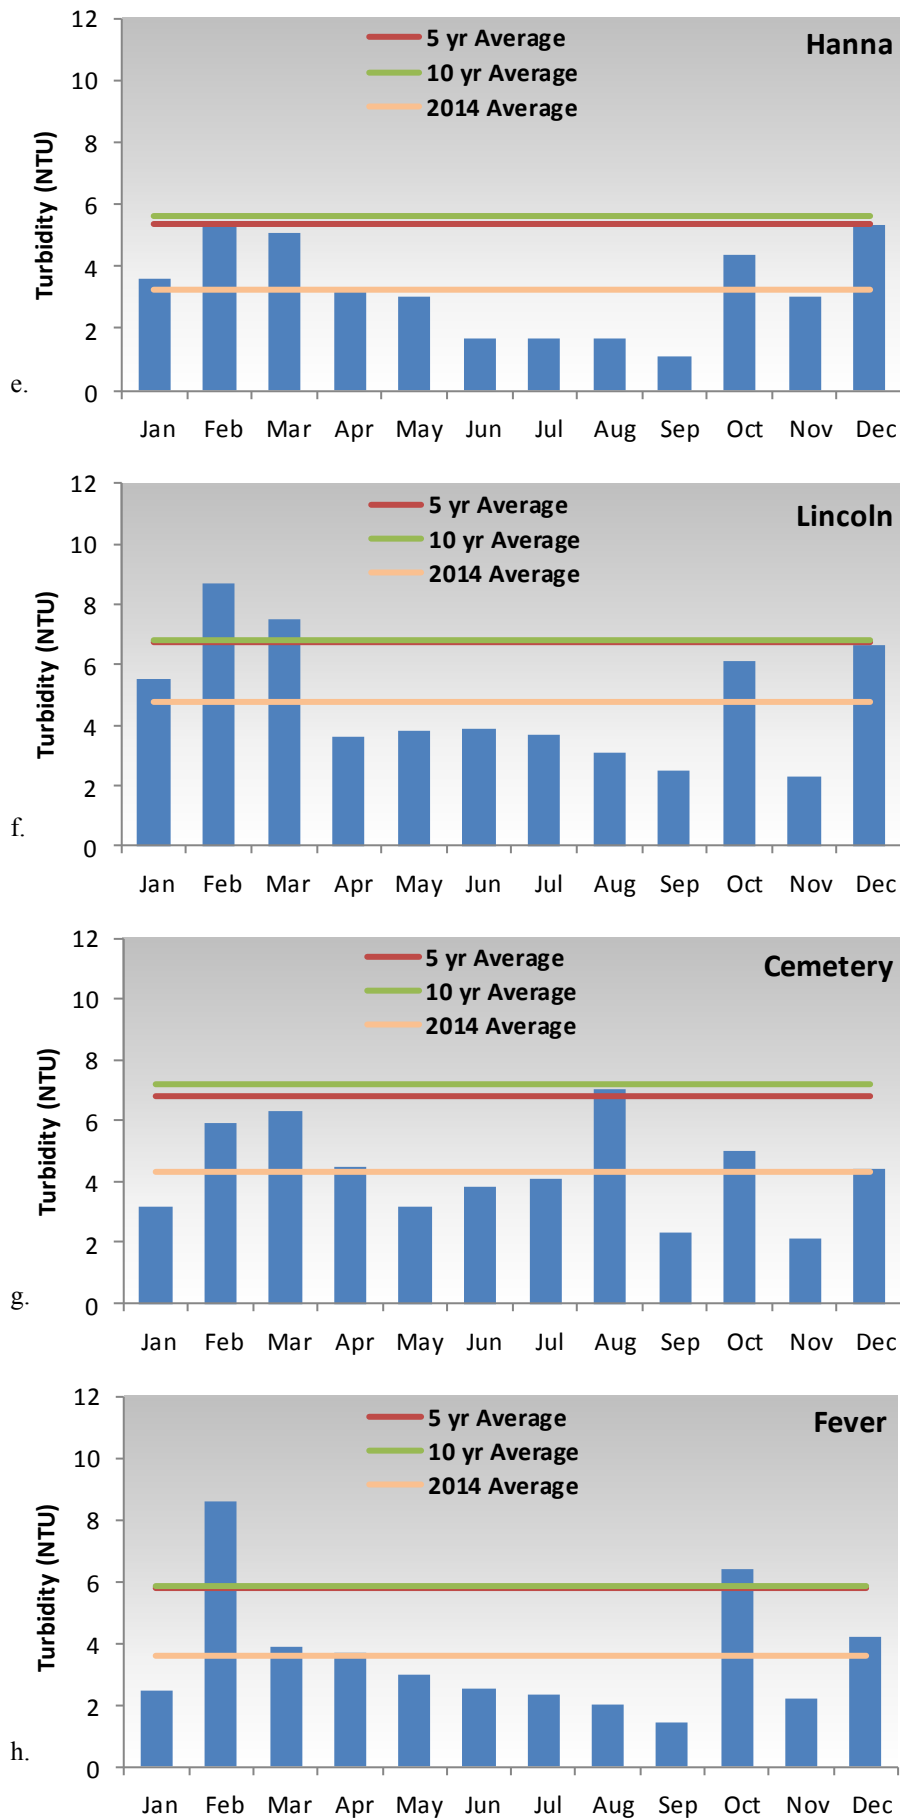 12
5 yr Average
Hanna
10
10 yr Average
2014 Average
8
6
4
2
0
Turbidity (NTU)
e.
Jan Feb Mar Apr May Jun Jul Aug Sep Oct Nov Dec
12
5 yr Average
Lincoln
10
10 yr Average
2014 Average
8
6
4
2
0
Turbidity (NTU)
f.
Jan Feb Mar Apr May Jun Jul Aug Sep Oct Nov Dec
12
5 yr Average
Cemetery
10
10 yr Average
2014 Average
8
6
4
2
0
Turbidity (NTU)
g.
Jan Feb Mar Apr May Jun Jul Aug Sep Oct Nov Dec
12
5 yr Average
Fever
10
10 yr Average
2014 Average
8
6
4
2
0
Turbidity (NTU)
h.
Jan Feb Mar Apr May Jun Jul Aug Sep Oct Nov Dec